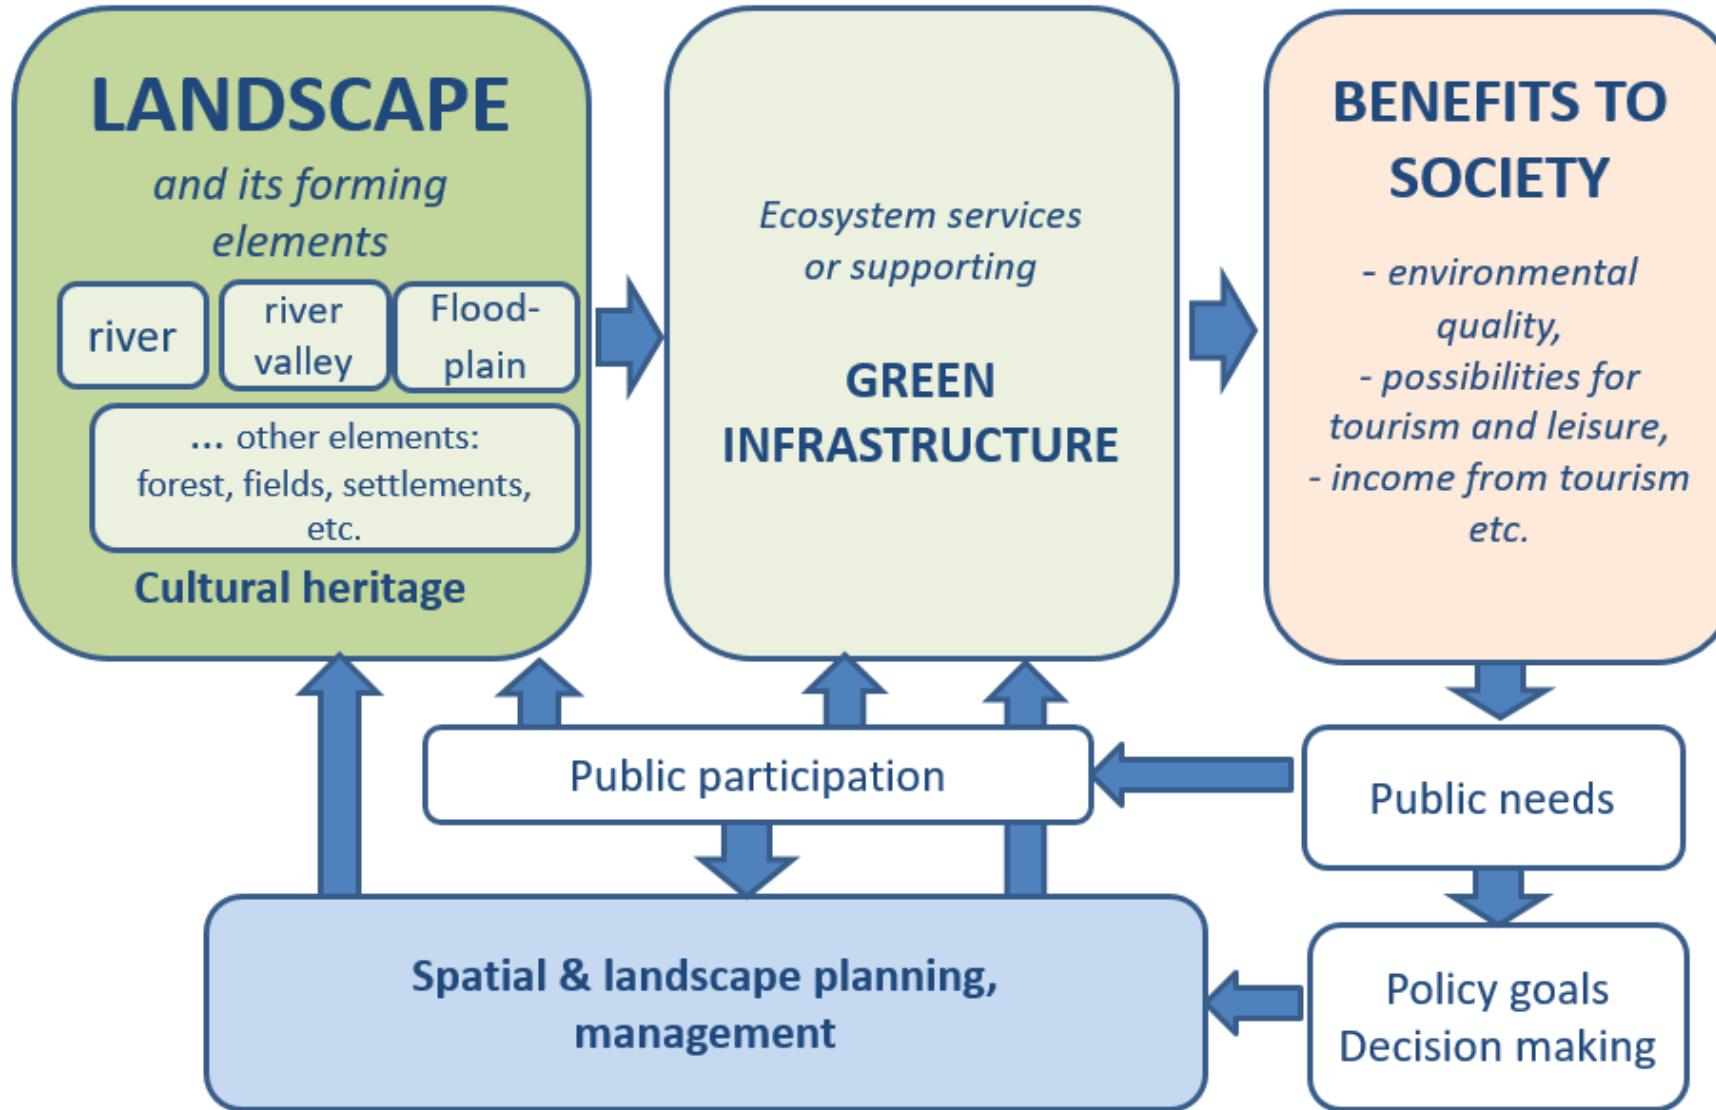 LANDSCAPE
and its forming
elements
river
river
valley
Flood-
plain
... other elements:
forest, fields, settlements,
etc.
Cultural heritage
Ecosystem services
or supporting
GREEN
INFRASTRUCTURE
BENEFITS TO
SOCIETY
- environmental
quality,
- possibilities for
tourism and leisure,
- income from tourism
etc.
Public participation
Public needs
Spatial & landscape planning,
management
Policy goals
Decision making